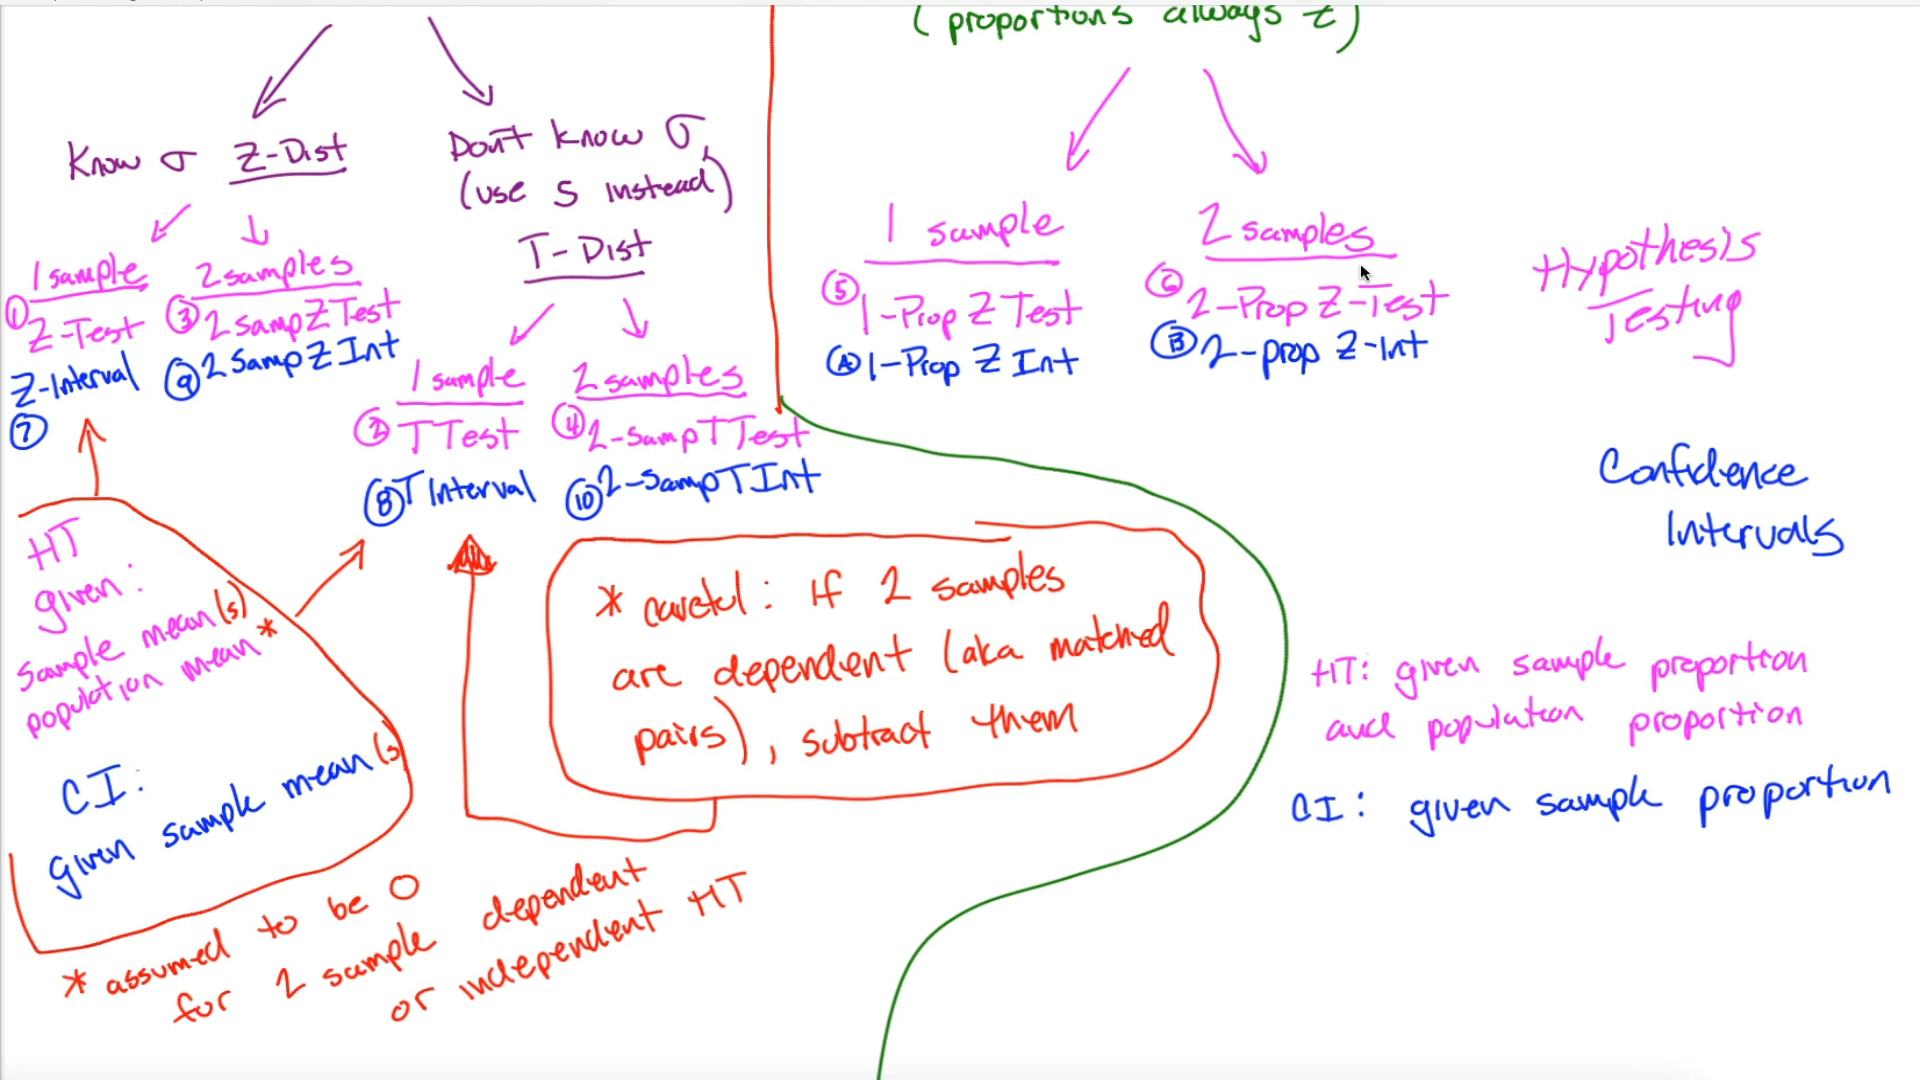 (proportions always z)
Know σ Z-Dist
Don't know σ,
(use S instead)
T-Dist
1 sample
① Z-Test
Z-Interval
⑦
2 samples
③ 2 Samp Z Test
⑨ 2 Samp Z Int
1 sample
② T Test
⑧ T Interval
2 samples
④ 2-Samp T Test
⑩ 2-Samp T Int
1 sample
⑤ 1-Prop Z Test
Ⓐ 1-Prop Z Int
2 samples
⑥ 2-Prop Z-Test
Ⓑ 2-prop Z-Int
Hypothesis
Testing
Confidence
Intervals
HT
given:
sample mean(s)
population mean*
CI:
given sample mean(s)
* careful: if 2 samples
are dependent (aka matched
pairs), subtract them
* assumed to be 0
for 2 sample dependent
or independent HT
HT: given sample proportion
and population proportion
CI: given sample proportion